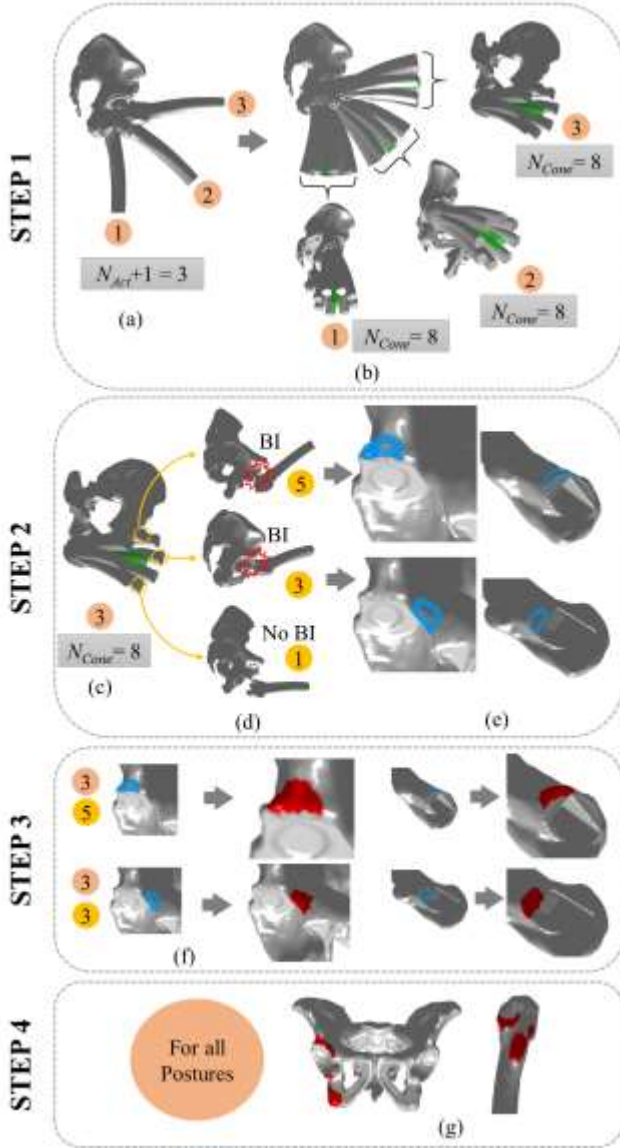 STEP 1
3
2
1
N_Act+1 = 3
(a)
3
N_Cone = 8
2
N_Cone = 8
1
N_Cone = 8
(b)
STEP 2
BI
5
BI
3
3
No BI
N_Cone = 8
1
(c)
(d)
(e)
STEP 3
3
5
3
3
(f)
STEP 4
For all
Postures
(g)